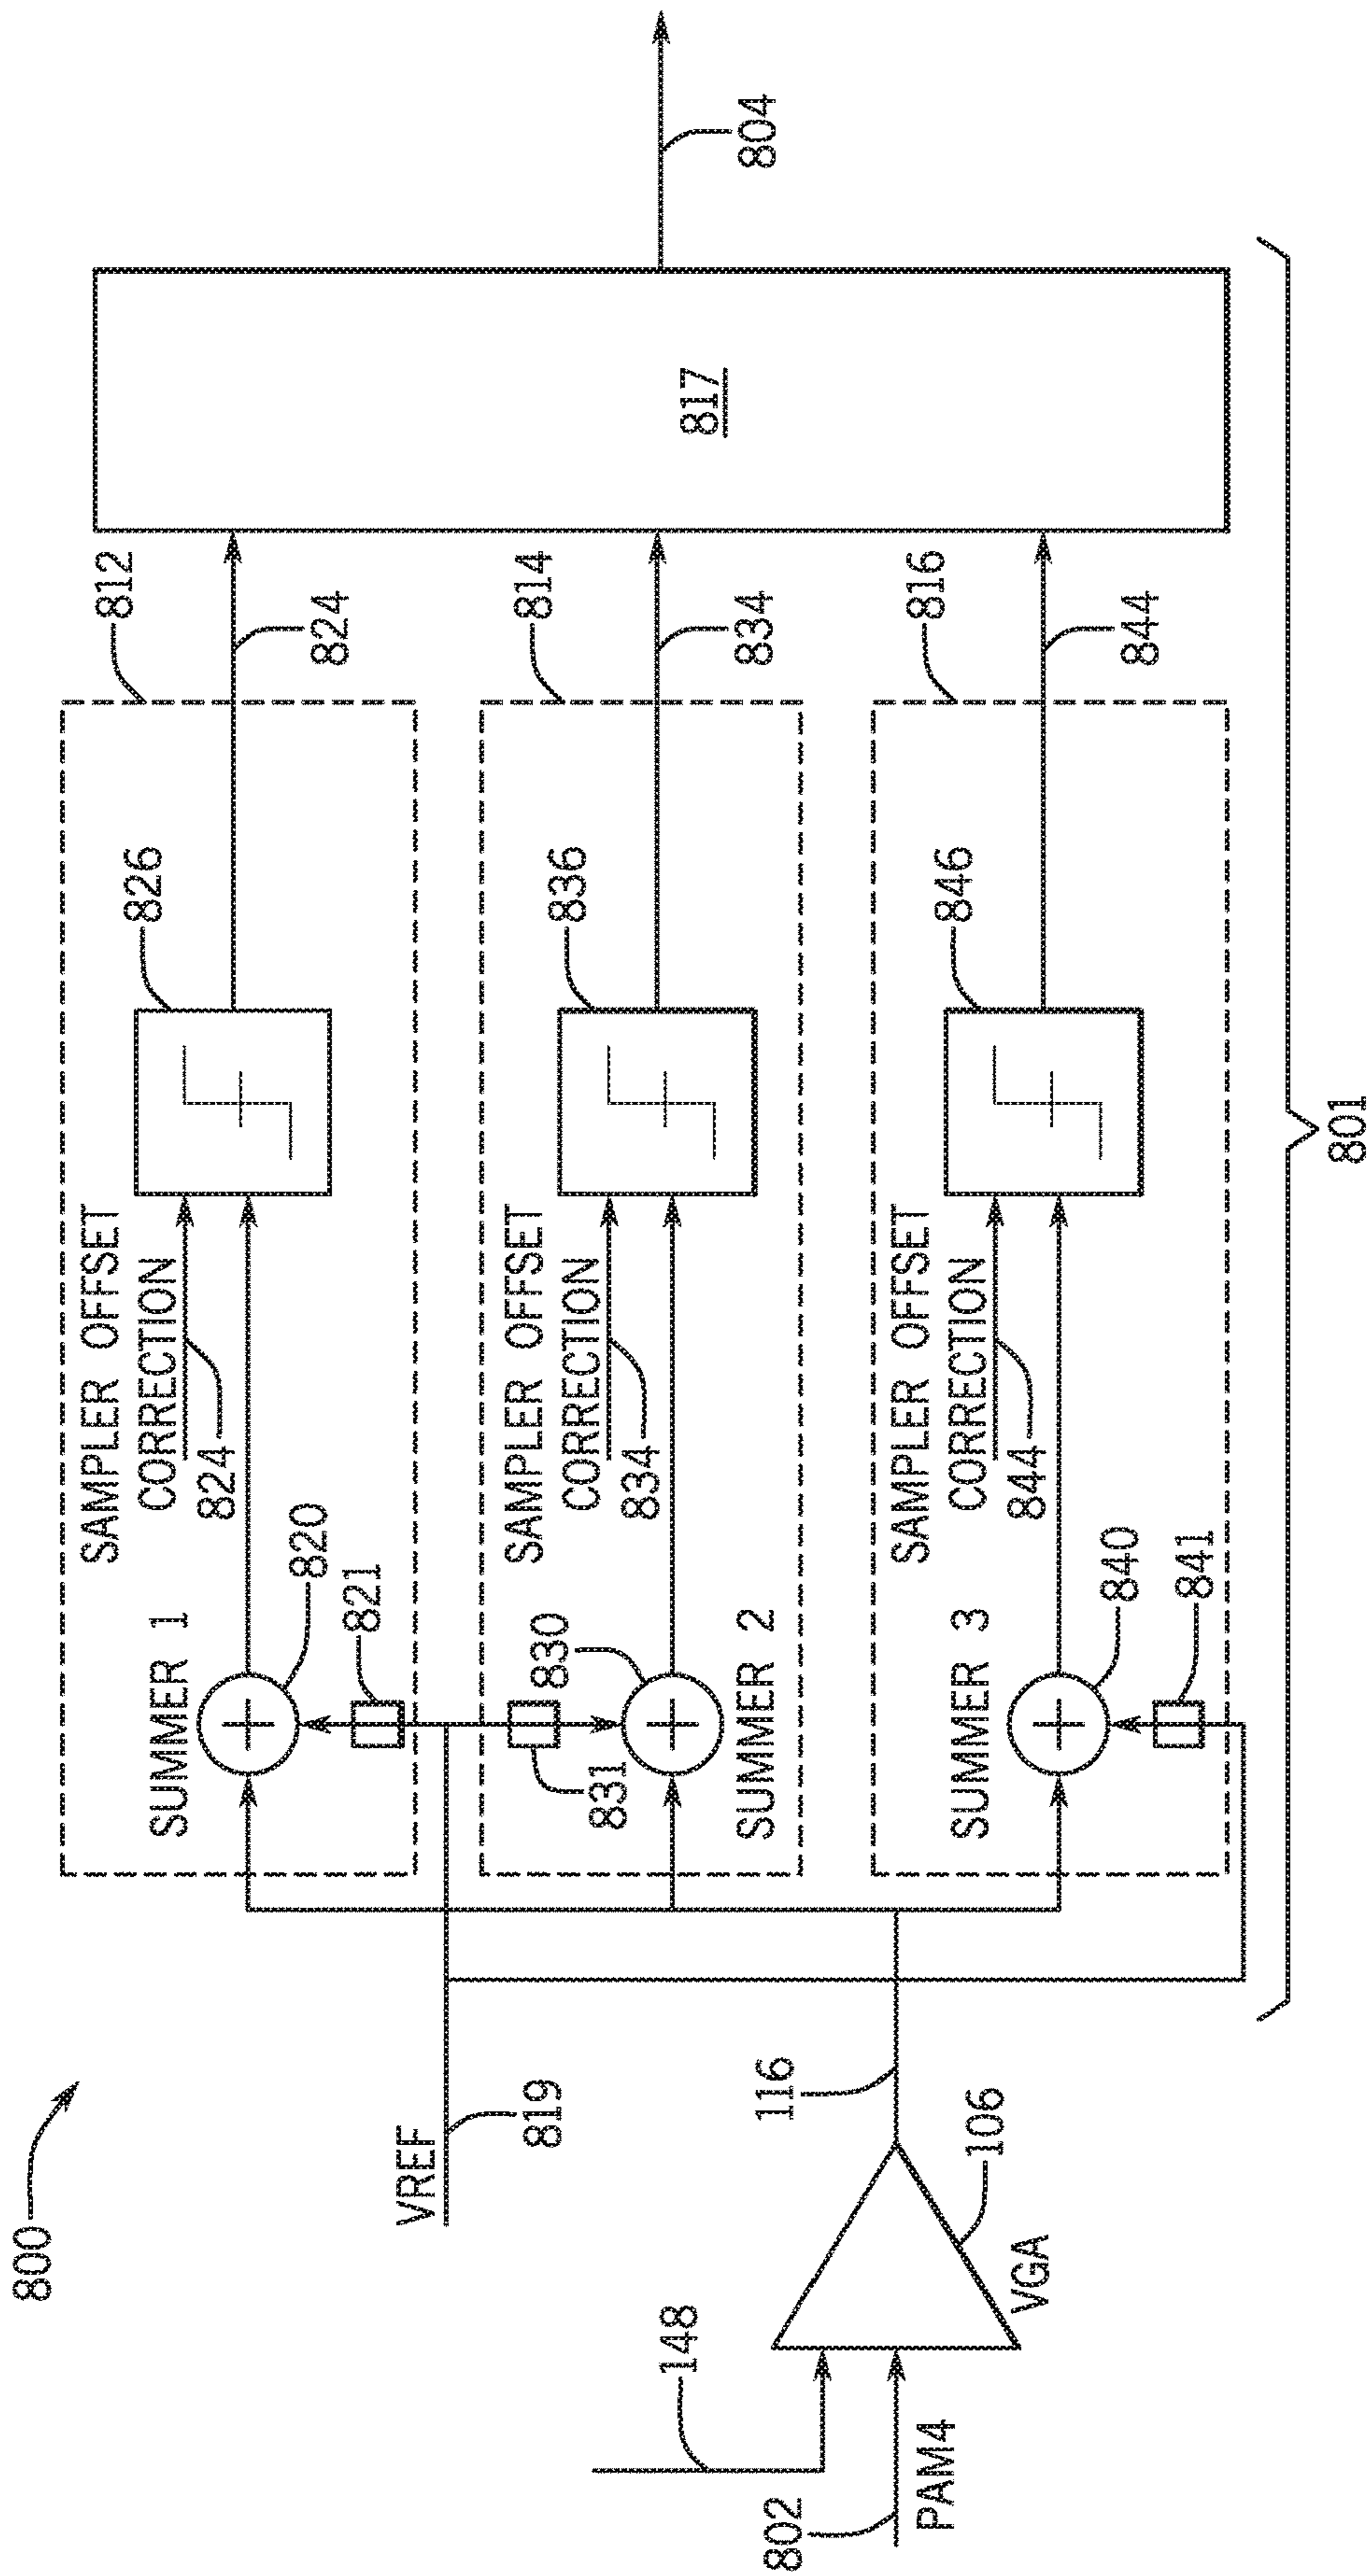 800
VREF
819
148
802
PAM4
VGA
106
116
SUMMER 1
820
821
SAMPLER OFFSET
CORRECTION
824
826
812
824
831
830
SUMMER 2
SAMPLER OFFSET
CORRECTION
834
836
814
834
SUMMER 3
840
841
SAMPLER OFFSET
CORRECTION
844
846
816
844
817
804
801